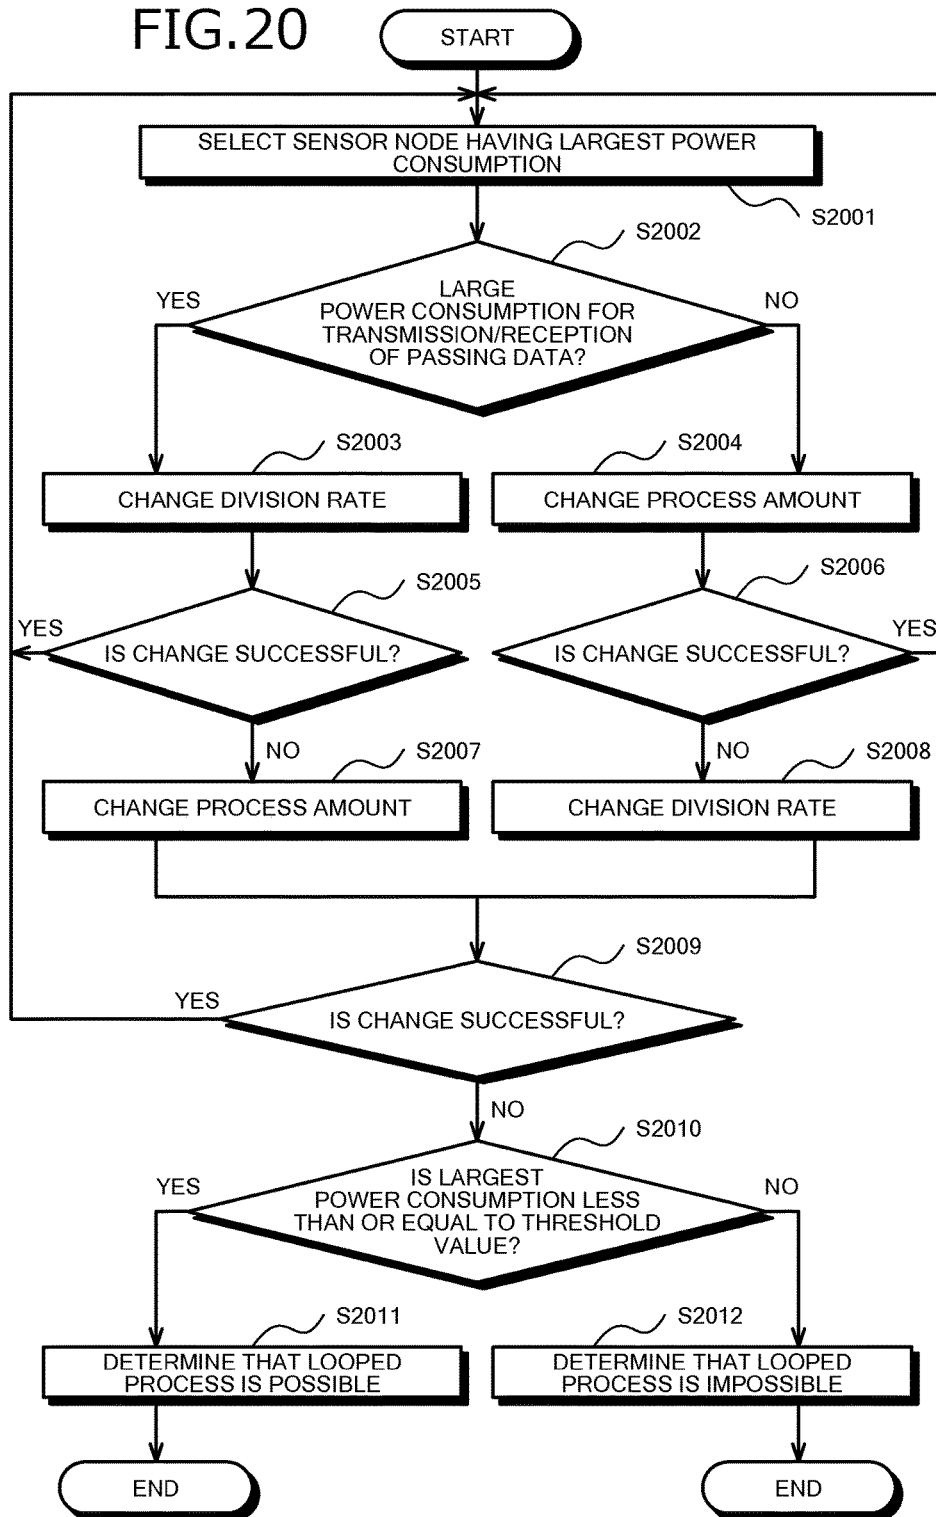 FIG.20
START
SELECT SENSOR NODE HAVING LARGEST POWER
CONSUMPTION
S2001
S2002
LARGE
POWER CONSUMPTION FOR
TRANSMISSION/RECEPTION
OF PASSING DATA?
YES
NO
S2003
S2004
CHANGE DIVISION RATE
CHANGE PROCESS AMOUNT
S2005
S2006
YES
IS CHANGE SUCCESSFUL?
IS CHANGE SUCCESSFUL?
YES
NO
S2007
NO
S2008
CHANGE PROCESS AMOUNT
CHANGE DIVISION RATE
S2009
YES
IS CHANGE SUCCESSFUL?
NO
S2010
YES
IS LARGEST
POWER CONSUMPTION LESS
THAN OR EQUAL TO THRESHOLD
VALUE?
NO
S2011
S2012
DETERMINE THAT LOOPED
PROCESS IS POSSIBLE
DETERMINE THAT LOOPED
PROCESS IS IMPOSSIBLE
END
END